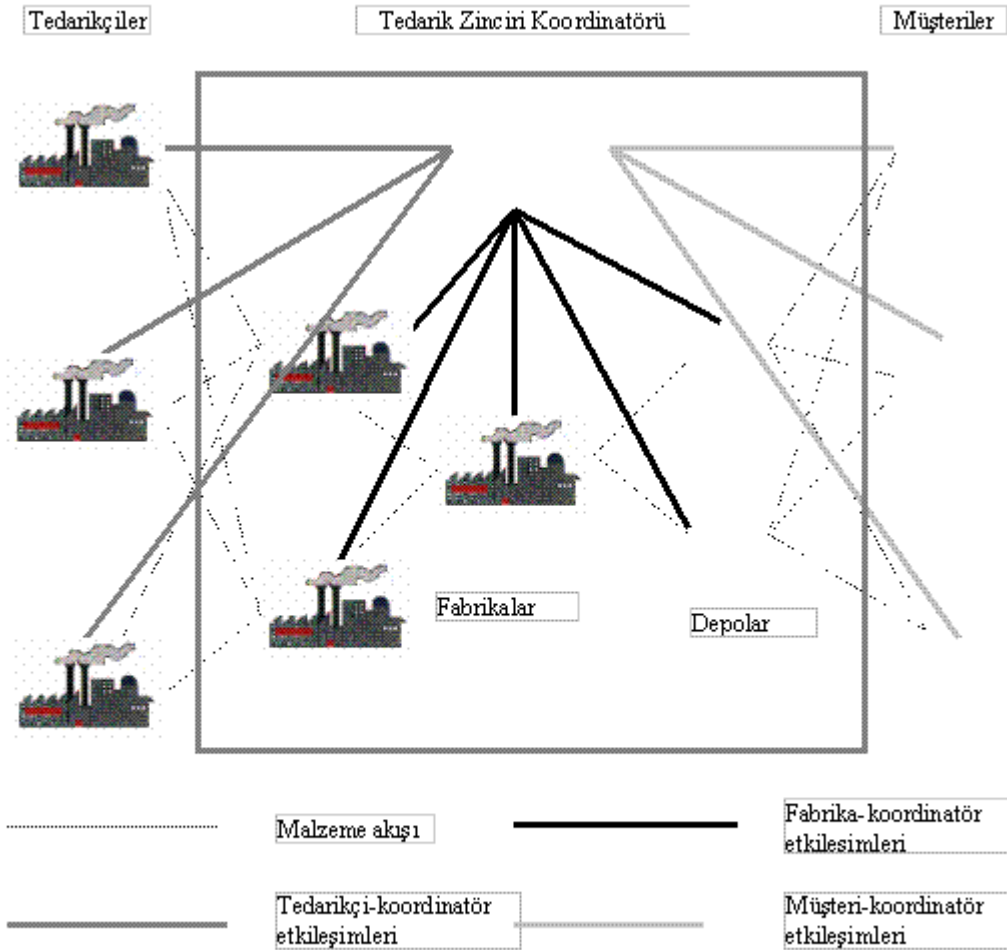 Tedarikçiler
Tedarik Zinciri Koordinatörü
Müşteriler
Fabrikalar
Depolar
Malzeme akışı
Fabrika-koordinatör
etkileşimleri
Tedarikçi-koordinatör
etkileşimleri
Müşteri-koordinatör
etkileşimleri